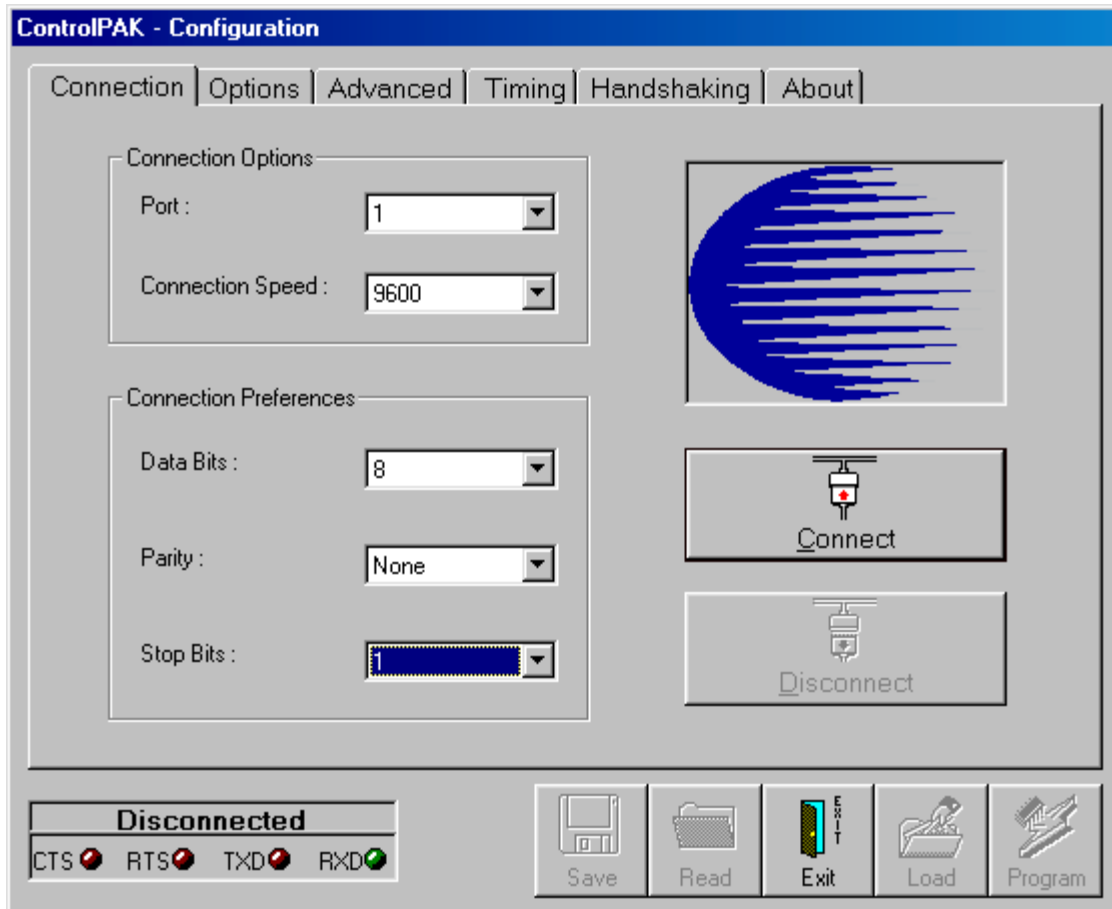 ControlPAK - Configuration
Connection Options Advanced Timing Handshaking About
Connection Options
Port : 1
Connection Speed : 9600
Connection Preferences
Data Bits : 8
Parity : None
Stop Bits : 1
Connect
Disconnect
Disconnected
CTS RTS TXD RXD
EXIT
Save Read Exit Load Program